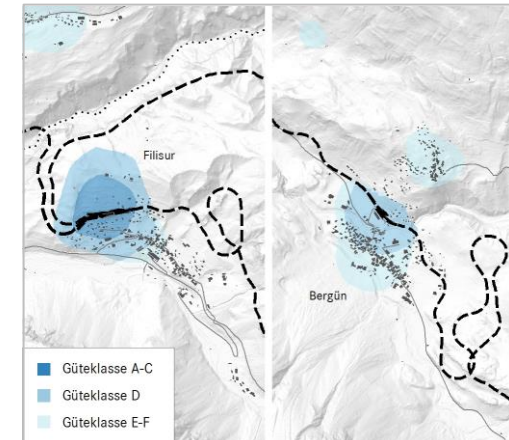 Filisur
Bergün
Güteklasse A-C
Güteklasse D
Güteklasse E-F